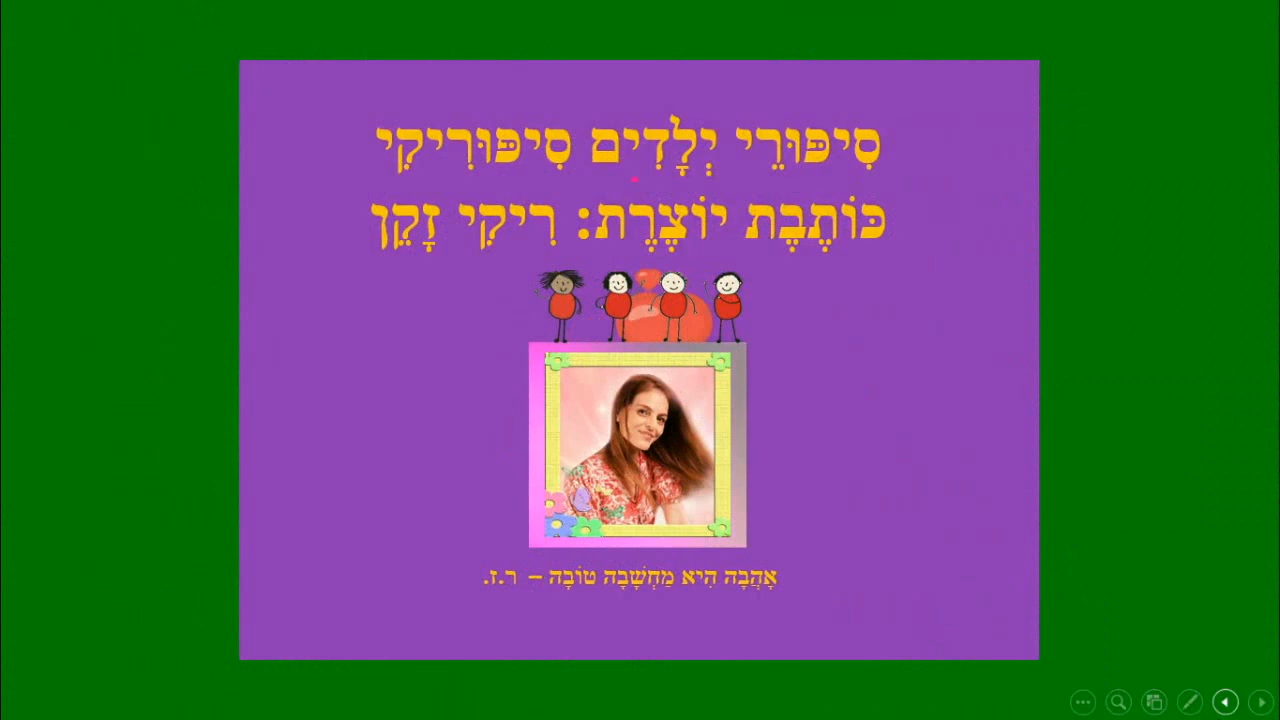 סִיפּוּרֵי יְלָדִים סִיפּוּרִיקִי
כּוֹתֶבֶת יוֹצֶרֶת: רִיקִי זָקֵן
אָהֲבָה הִיא מַחְשָׁבָה טוֹבָה – ר.ז.